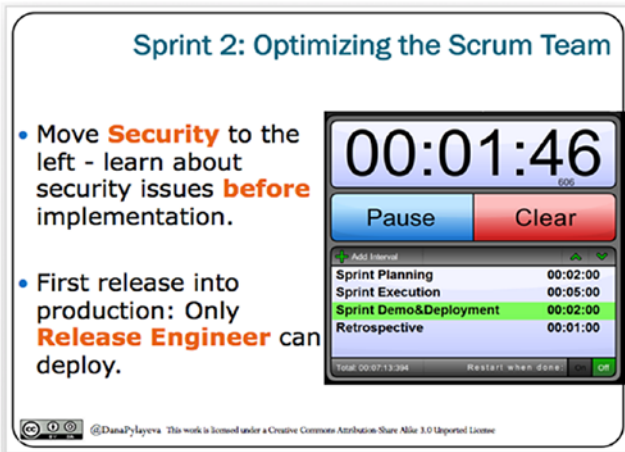 Sprint 2: Optimizing the Scrum Team
• Move Security to the
left - learn about
security issues before
implementation.
• First release into
production: Only
Release Engineer can
deploy.
00:01:46
606
Pause Clear
Add Interval
Sprint Planning 00:02:00
Sprint Execution 00:05:00
Sprint Demo&Deployment 00:02:00
Retrospective 00:01:00
Total: 00:07:13:394 Restart when done: On Off
cc BY SA @DanaPylayeva This work is licensed under a Creative Commons Attribution-Share Alike 3.0 Unported License